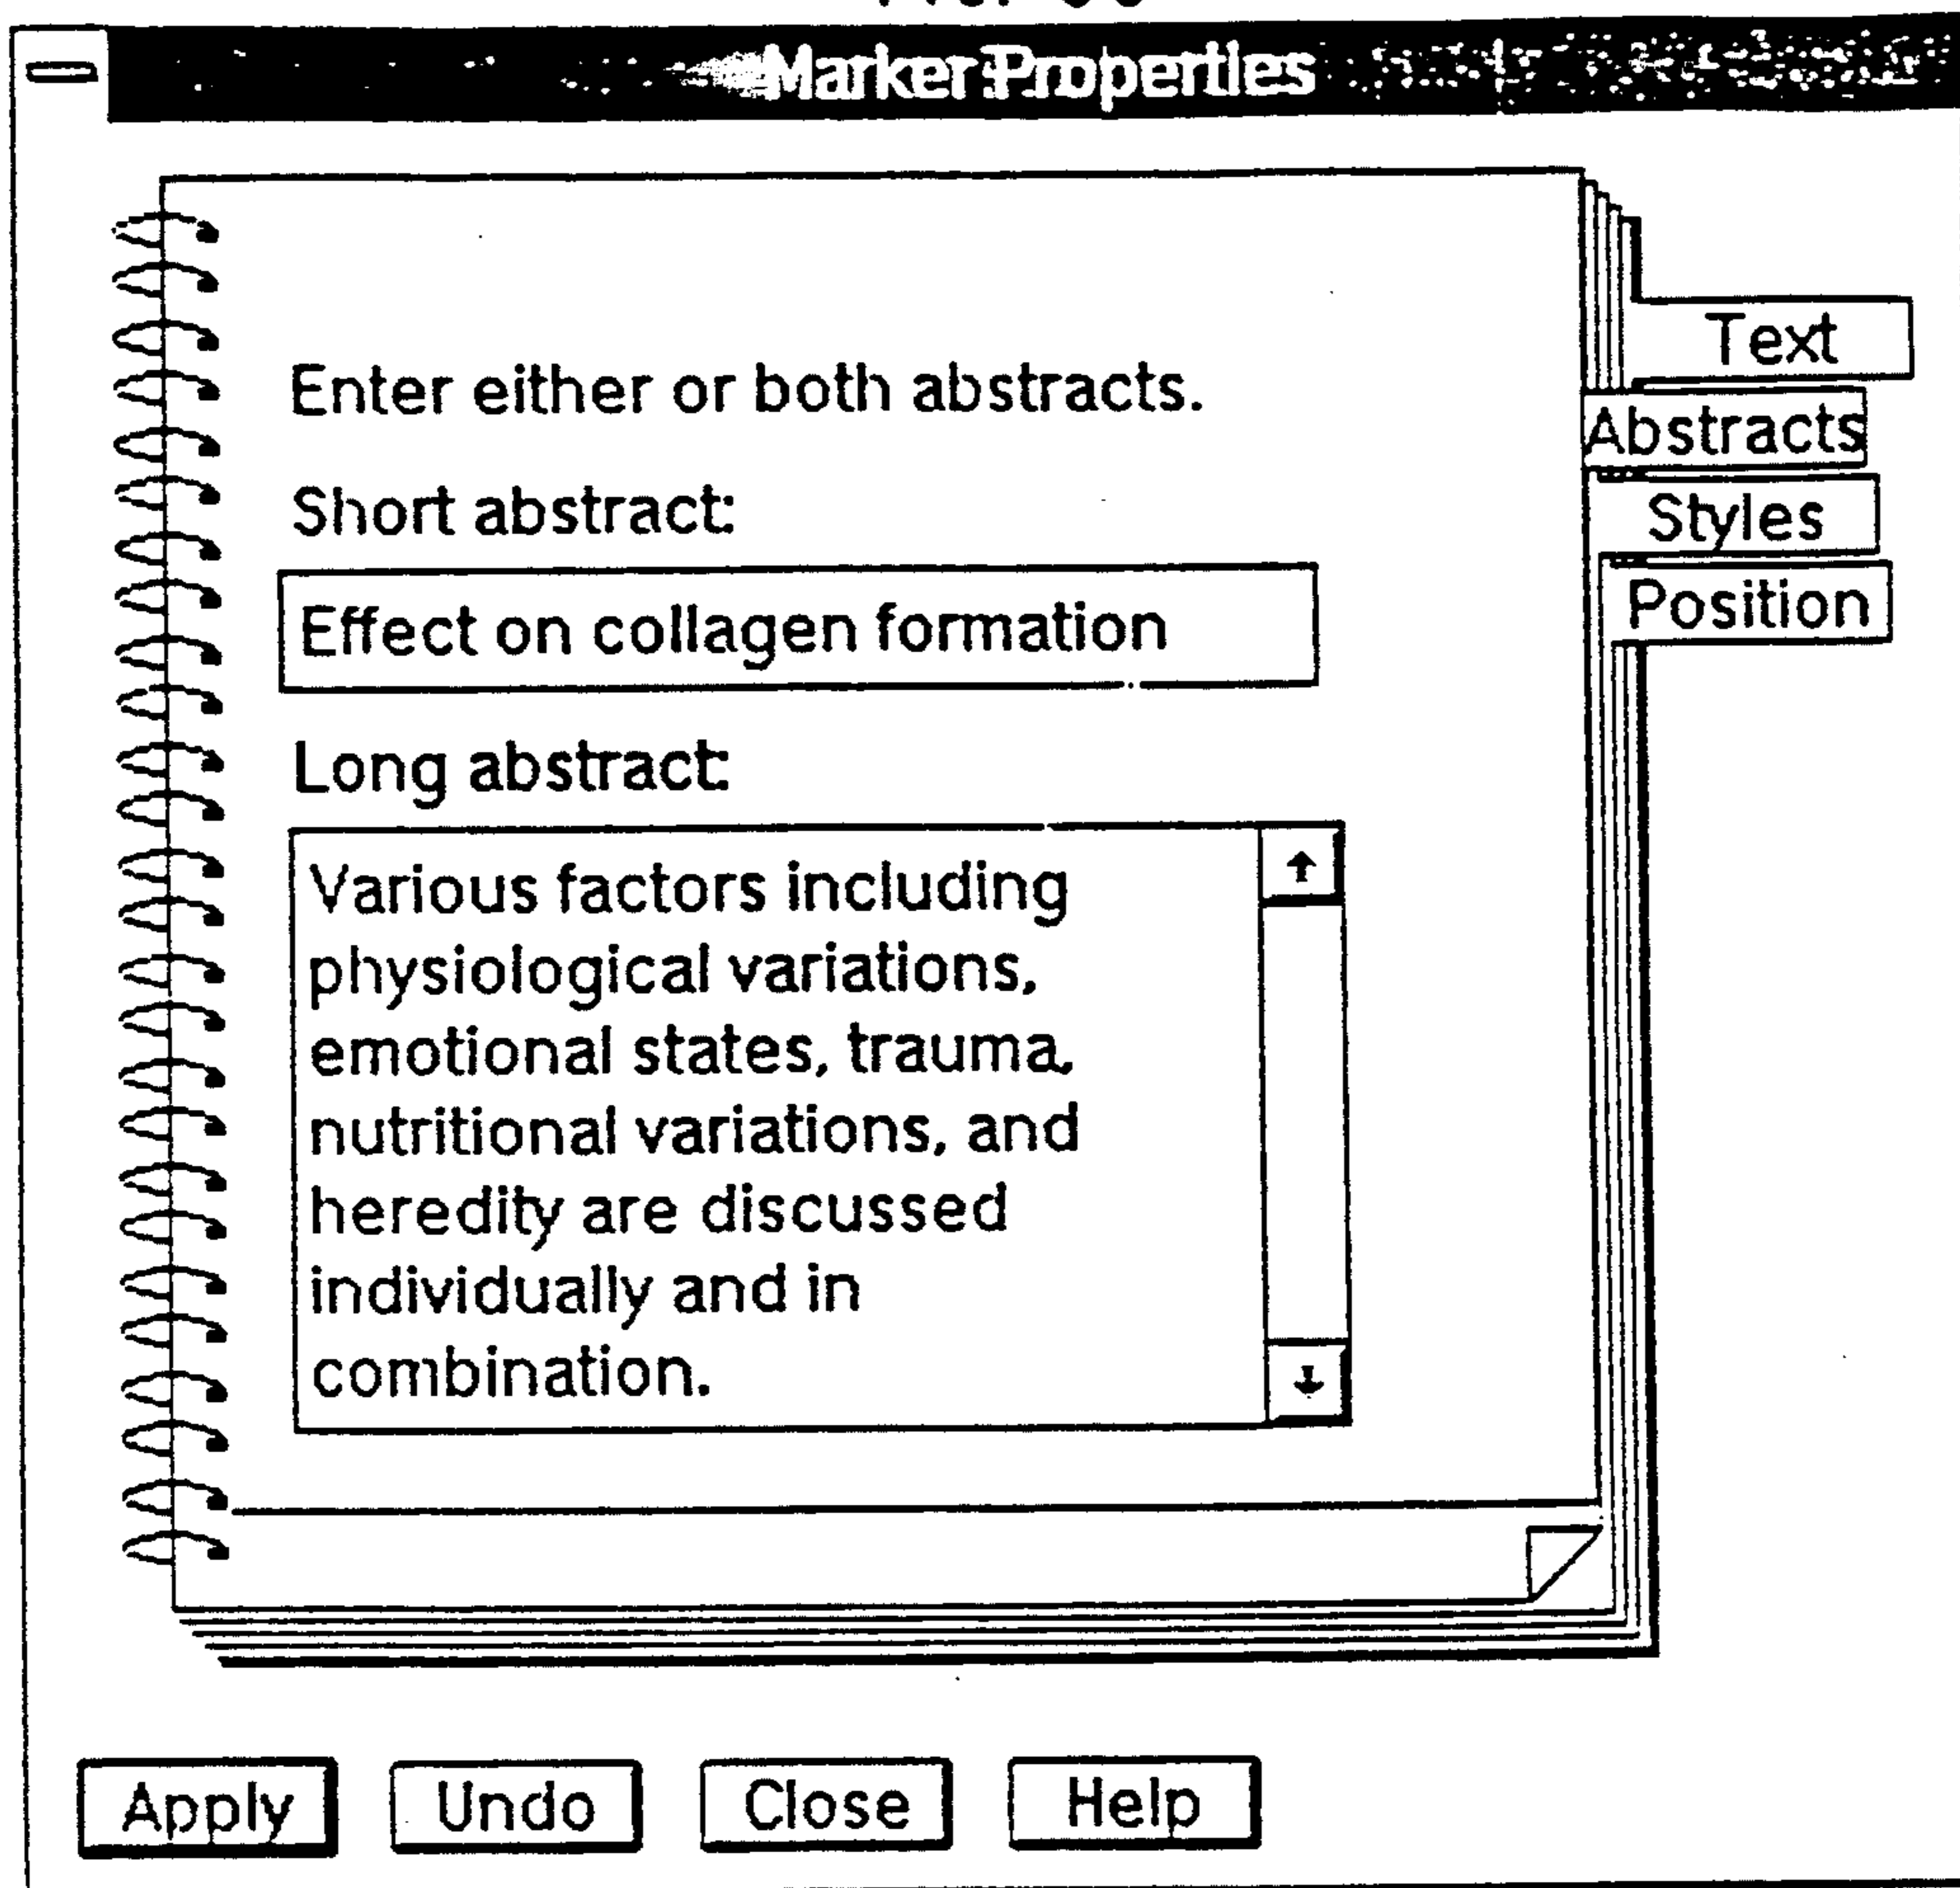 Marker Properties
Enter either or both abstracts.
Short abstract:
Effect on collagen formation
Long abstract:
Various factors including
physiological variations,
emotional states, trauma,
nutritional variations, and
heredity are discussed
individually and in
combination.
Text
Abstracts
Styles
Position
Apply
Undo
Close
Help